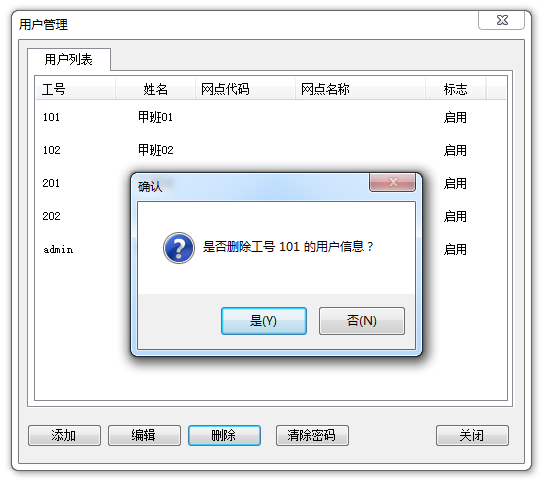 用户管理
用户列表
工号 姓名 网点代码 网点名称 标志
101 甲班01 启用
102 甲班02 启用
201 启用
202 启用
admin 启用
确认
是否删除工号 101 的用户信息？
是(Y) 否(N)
添加 编辑 删除 清除密码 关闭